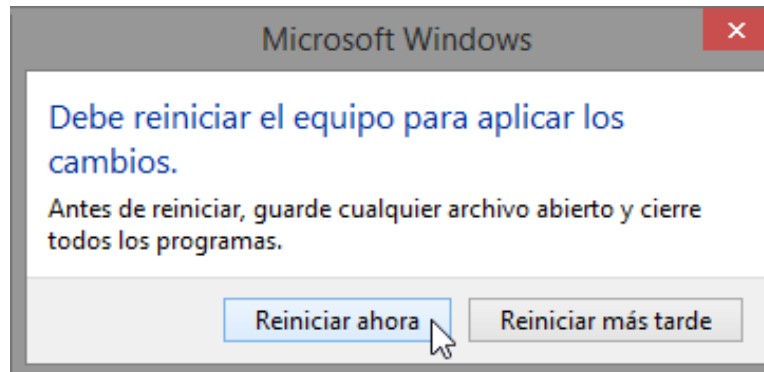 Microsoft Windows
Debe reiniciar el equipo para aplicar los
cambios.
Antes de reiniciar, guarde cualquier archivo abierto y cierre
todos los programas.
Reiniciar ahora
Reiniciar más tarde